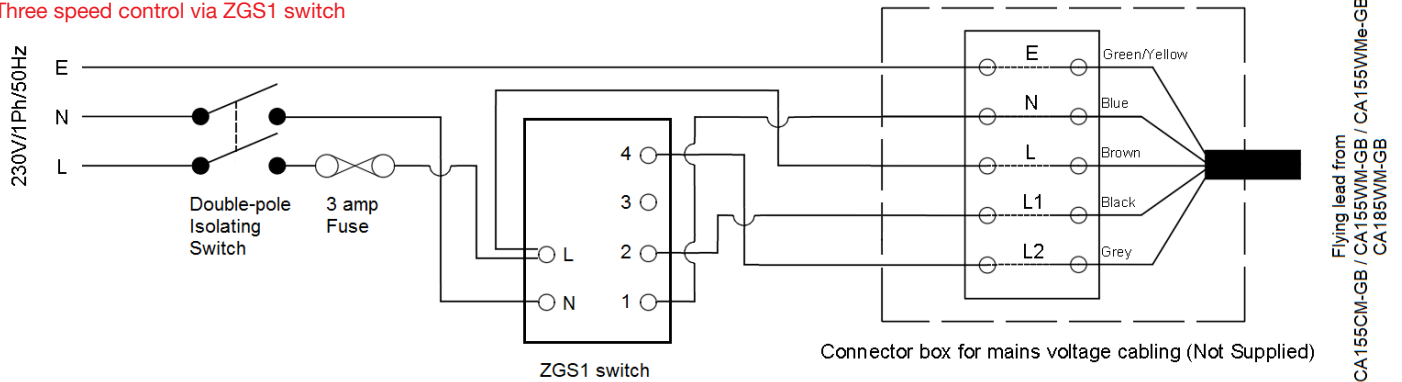 Three speed control via ZGS1 switch
230V/1Ph/50Hz
E
N
L
Double-pole
Isolating
Switch
3 amp
Fuse
L
N
4
3
2
1
ZGS1 switch
E
N
L
L1
L2
Green/Yellow
Blue
Brown
Black
Grey
Connector box for mains voltage cabling (Not Supplied)
Flying lead from
CA155CM-GB / CA155WM-GB / CA155WMe-GB
CA185WM-GB